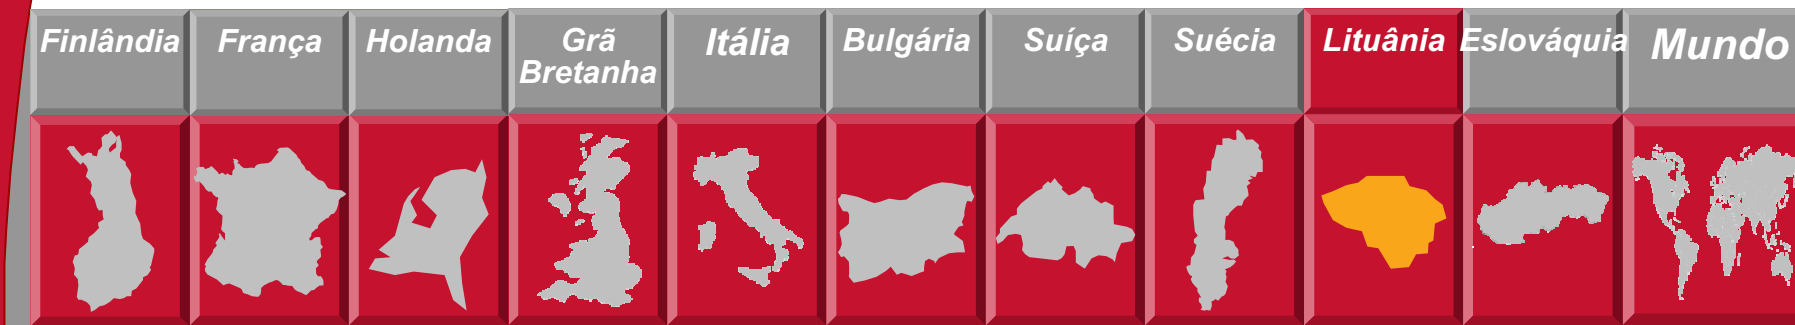 Finlândia
França
Holanda
Grã
Bretanha
Itália
Bulgária
Suíça
Suécia
Lituânia
Eslováquia
Mundo